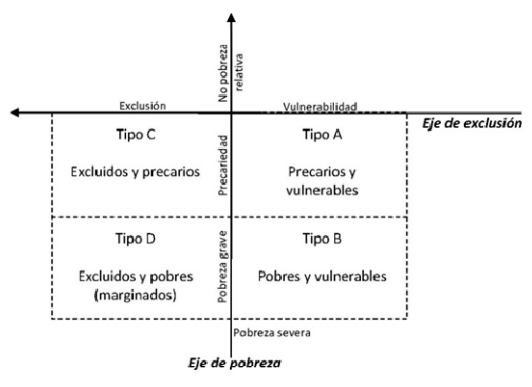 No pobreza
relativa
Exclusión
Vulnerabilidad
Eje de exclusión
Tipo C
Tipo A
Excluidos y precarios
Precariedad
Precarios y
vulnerables
Tipo D
Tipo B
Excluidos y pobres
(marginados)
Pobreza grave
Pobres y vulnerables
Pobreza severa
Eje de pobreza